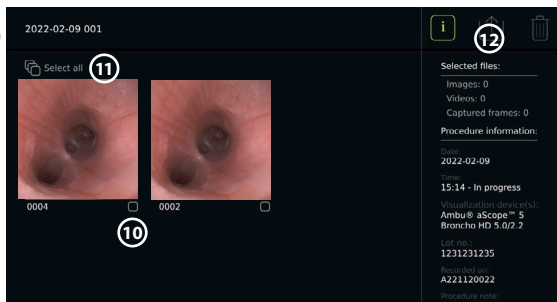 2022-02-09 001
i
12
Select all
11
0004
0002
10
Selected files:
Images: 0
Videos: 0
Captured frames: 0
Procedure information:
Date:
2022-02-09
Time:
15:14 - In progress
Visualization device(s):
Ambu® aScope™ 5
Broncho HD 5.0/2.2
Lot no.:
1231231235
Recorded on:
A221120022
Procedure note: